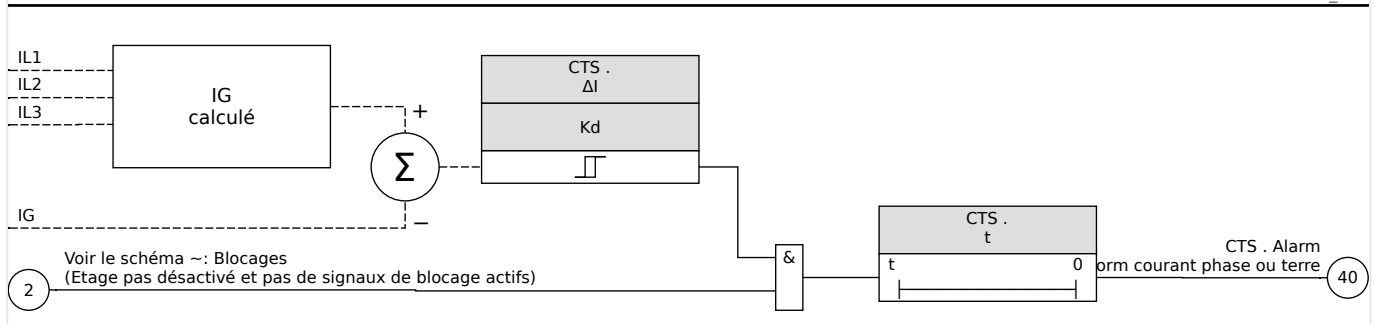 IL1
IL2
IL3
IG
calculé
+
Σ
−
IG
CTS .
ΔI
Kd
&
CTS .
t
t 0
2
Voir le schéma ~: Blocages
(Etage pas désactivé et pas de signaux de blocage actifs)
CTS . Alarm
orm courant phase ou terre
40